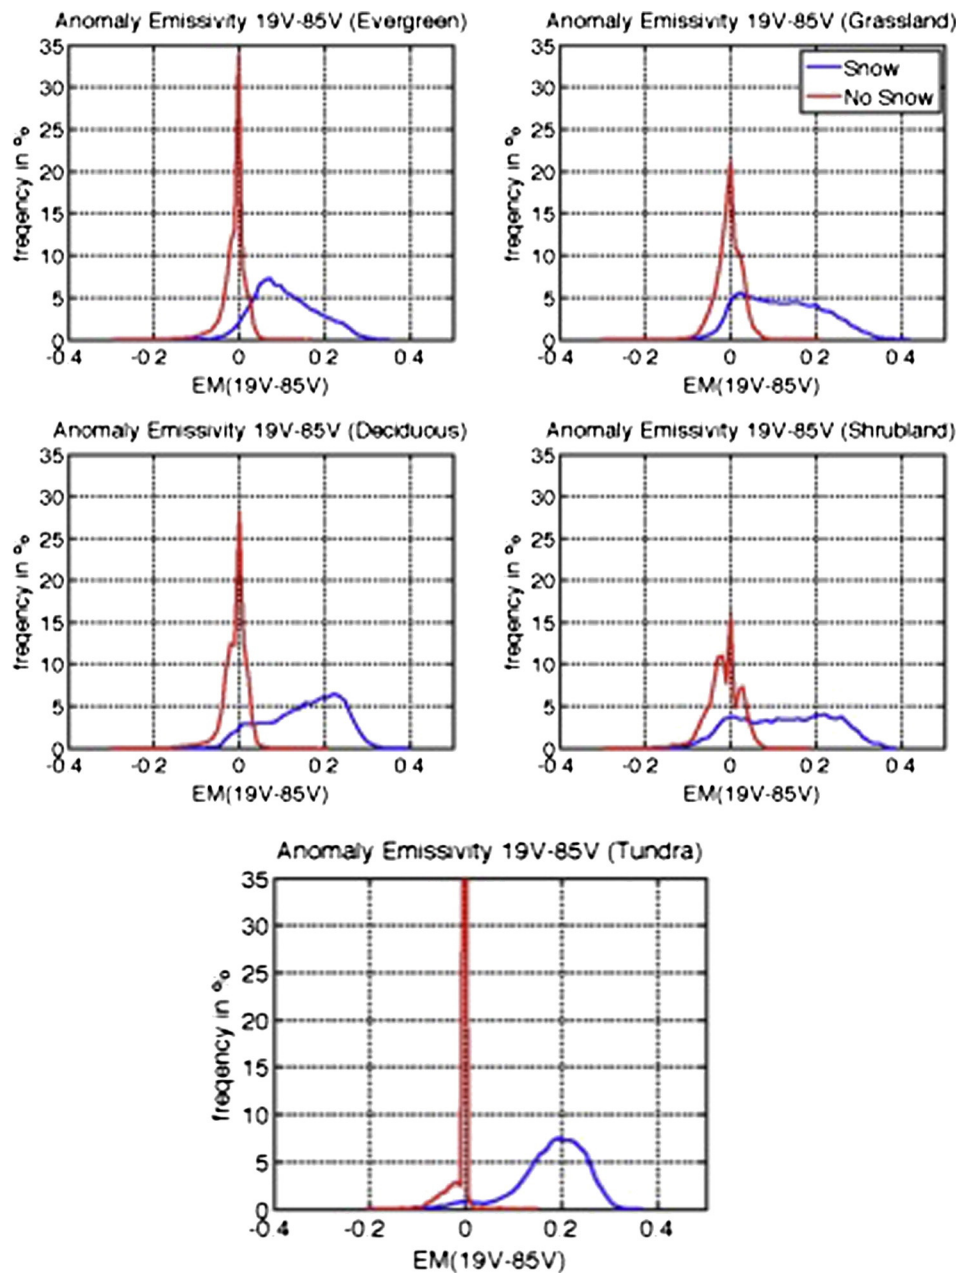 Anomaly Emissivity 19V-85V (Evergreen)
35
30
25
20
15
10
5
0
freqency in %
-0.4 -0.2 0 0.2 0.4
EM(19V-85V)
Anomaly Emissivity 19V-85V (Grassland)
Snow
No Snow
35
30
25
20
15
10
5
0
freqency in %
-0.4 -0.2 0 0.2 0.4
EM(19V-85V)
Anomaly Emissivity 19V-85V (Deciduous)
35
30
25
20
15
10
5
0
freqency in %
-0.4 -0.2 0 0.2 0.4
EM(19V-85V)
Anomaly Emissivity 19V-85V (Shrubland)
35
30
25
20
15
10
5
0
freqency in %
-0.4 -0.2 0 0.2 0.4
EM(19V-85V)
Anomaly Emissivity 19V-85V (Tundra)
35
30
25
20
15
10
5
0
freqency in %
-0.4 -0.2 0 0.2 0.4
EM(19V-85V)